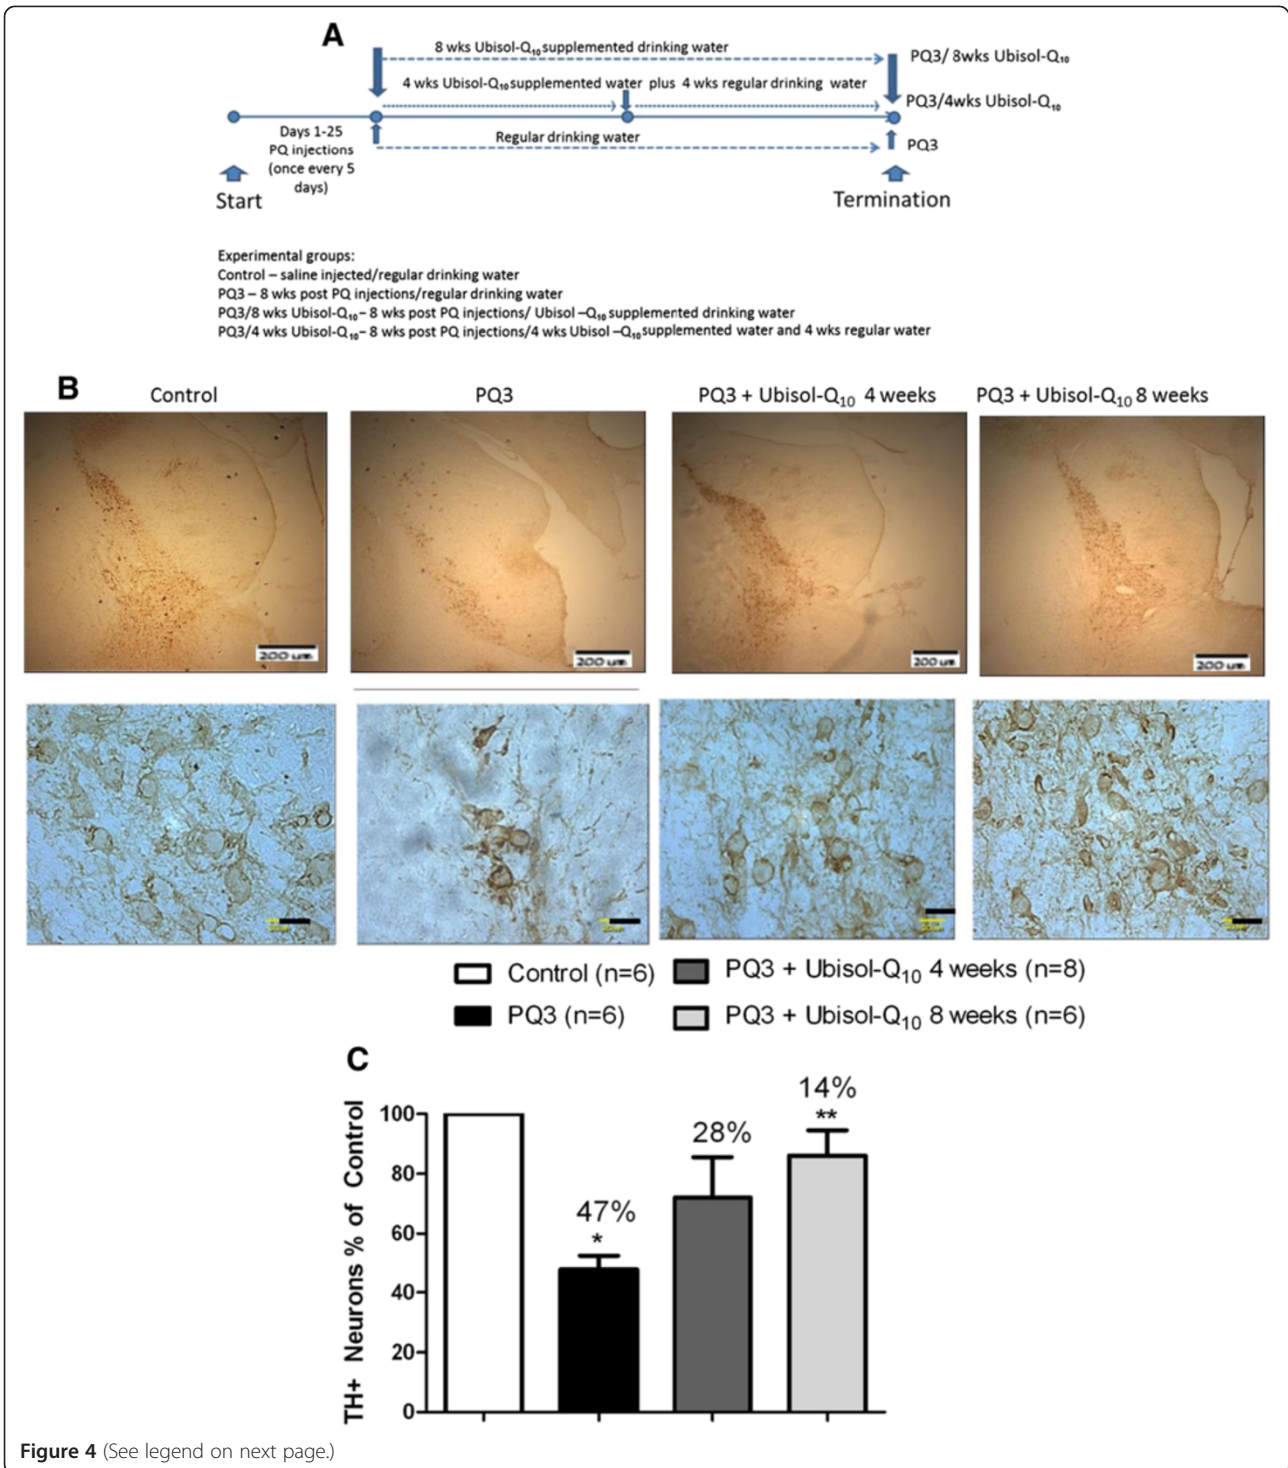 A
8 wks Ubisol-Q10 supplemented drinking water
PQ3/ 8wks Ubisol-Q10
4 wks Ubisol-Q10 supplemented water plus 4 wks regular drinking water
PQ3/4wks Ubisol-Q10
Days 1-25
PQ injections
(once every 5
days)
Regular drinking water
PQ3
Start
Termination
Experimental groups:
Control – saline injected/regular drinking water
PQ3 – 8 wks post PQ injections/regular drinking water
PQ3/8 wks Ubisol-Q10 – 8 wks post PQ injections/ Ubisol –Q10 supplemented drinking water
PQ3/4 wks Ubisol-Q10 – 8 wks post PQ injections/4 wks Ubisol –Q10 supplemented water and 4 wks regular water
B
Control
PQ3
PQ3 + Ubisol-Q10 4 weeks
PQ3 + Ubisol-Q10 8 weeks
200 um
200 um
200 um
200 um
Control (n=6)
PQ3 + Ubisol-Q10 4 weeks (n=8)
PQ3 (n=6)
PQ3 + Ubisol-Q10 8 weeks (n=6)
C
TH+ Neurons % of Control
100
80
60
40
20
0
47%
*
28%
14%
**
Figure 4 (See legend on next page.)